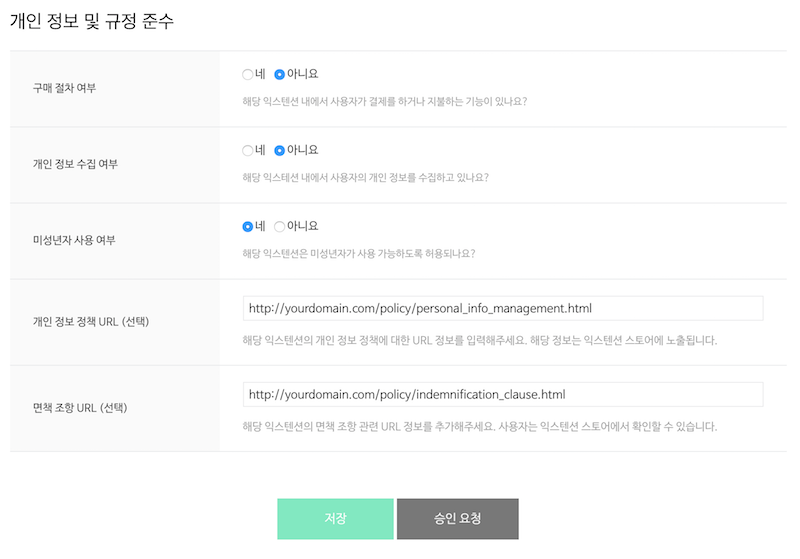 개인 정보 및 규정 준수
구매 절차 여부
네 아니요
해당 익스텐션 내에서 사용자가 결제를 하거나 지불하는 기능이 있나요?
개인 정보 수집 여부
네 아니요
해당 익스테션 내에서 사용자의 개인 정보를 수집하고 있나요?
미성년자 사용 여부
네 아니요
해당 익스텐션은 미성년자가 사용 가능하도록 허용되나요?
개인 정보 정책 URL (선택)
http://yourdomain.com/policy/personal_info_management.html
해당 익스텐션의 개인 정보 정책에 대한 URL 정보를 입력해주세요. 해당 정보는 익스텐션 스토어에 노출됩니다.
면책 조항 URL (선택)
http://yourdomain.com/policy/indemnification_clause.html
해당 익스텐션의 면책 조항 관련 URL 정보를 추가해주세요. 사용자는 익스텐션 스토어에서 확인할 수 있습니다.
저장 승인 요청